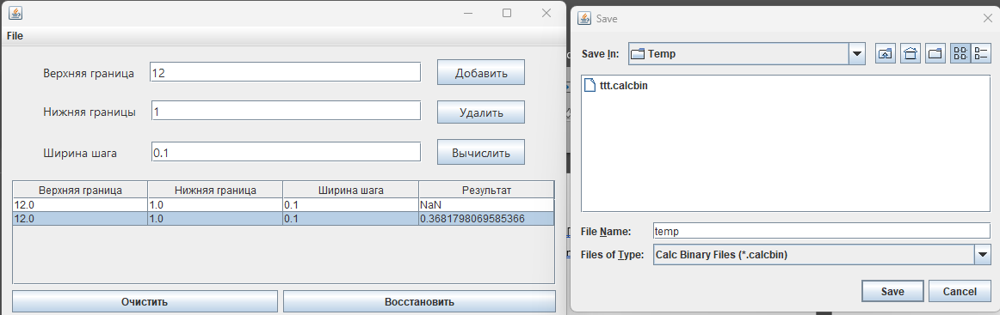 File
Верхняя граница 12 Добавить
Нижняя границы 1 Удалить
Ширина шага 0.1 Вычислить
Верхняя граница Нижняя граница Ширина шага Результат
12.0 1.0 0.1 NaN
12.0 1.0 0.1 0.3681798069585366
Очистить Восстановить
Save
Save In: Temp
ttt.calcbin
File Name: temp
Files of Type: Calc Binary Files (*.calcbin)
Save Cancel